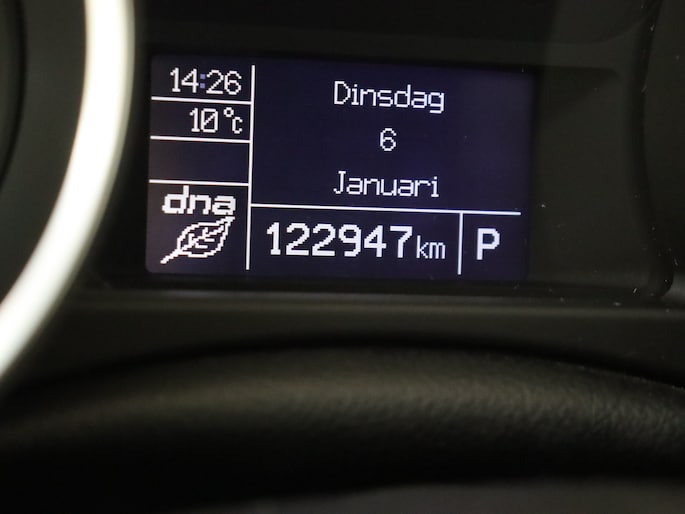 14:26
10°c
dna
Dinsdag
6
Januari
122947km
P